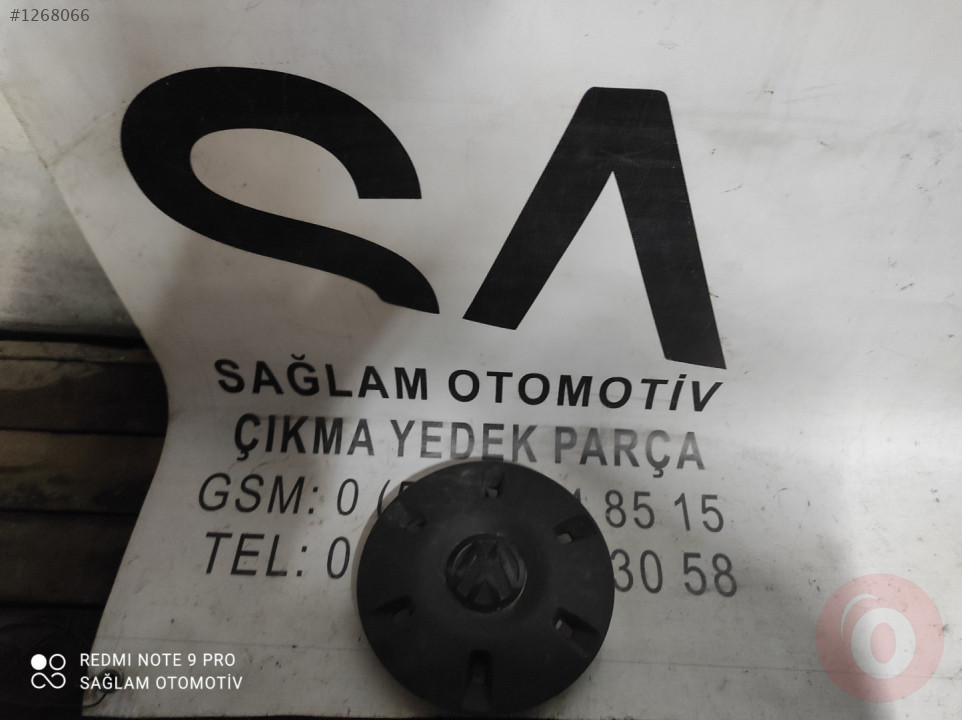 #1268066
SA
SAĞLAM OTOMOTİV
ÇIKMA YEDEK PARÇA
GSM: 0 ( 85 15
TEL: 0 30 58
REDMI NOTE 9 PRO
SAĞLAM OTOMOTİV